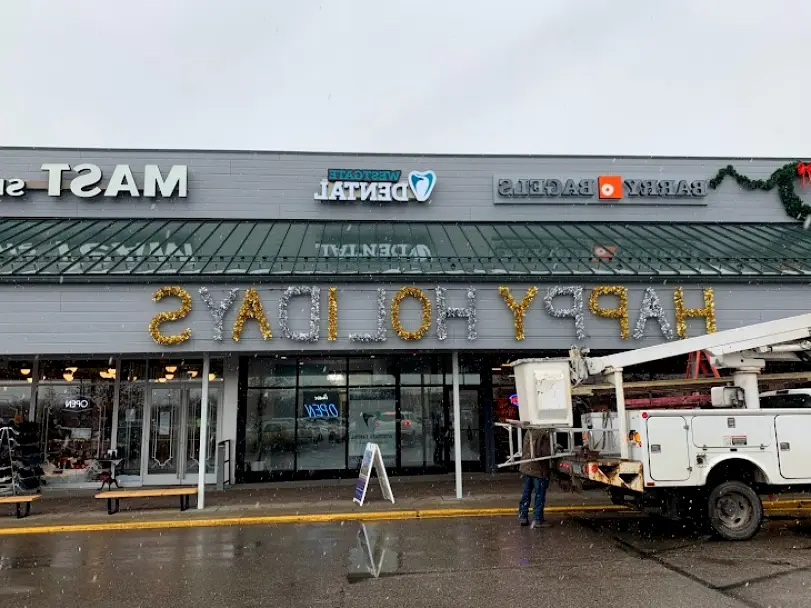 BARRY BAGELS
WESTGATE
DENTAL
MAST
HAPPY HOLIDAYS
OPEN
OPEN